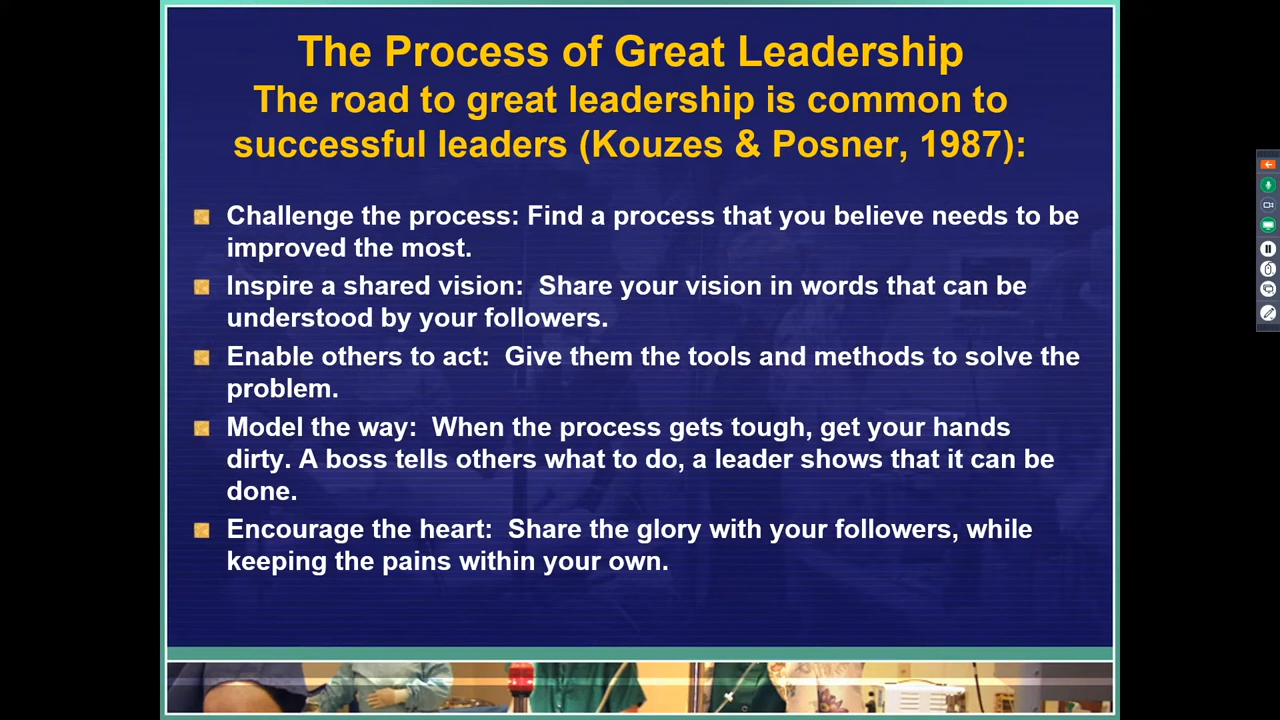 The Process of Great Leadership
The road to great leadership is common to
successful leaders (Kouzes & Posner, 1987):
Challenge the process: Find a process that you believe needs to be
improved the most.
Inspire a shared vision:  Share your vision in words that can be
understood by your followers.
Enable others to act:  Give them the tools and methods to solve the
problem.
Model the way:  When the process gets tough, get your hands
dirty. A boss tells others what to do, a leader shows that it can be
done.
Encourage the heart:  Share the glory with your followers, while
keeping the pains within your own.